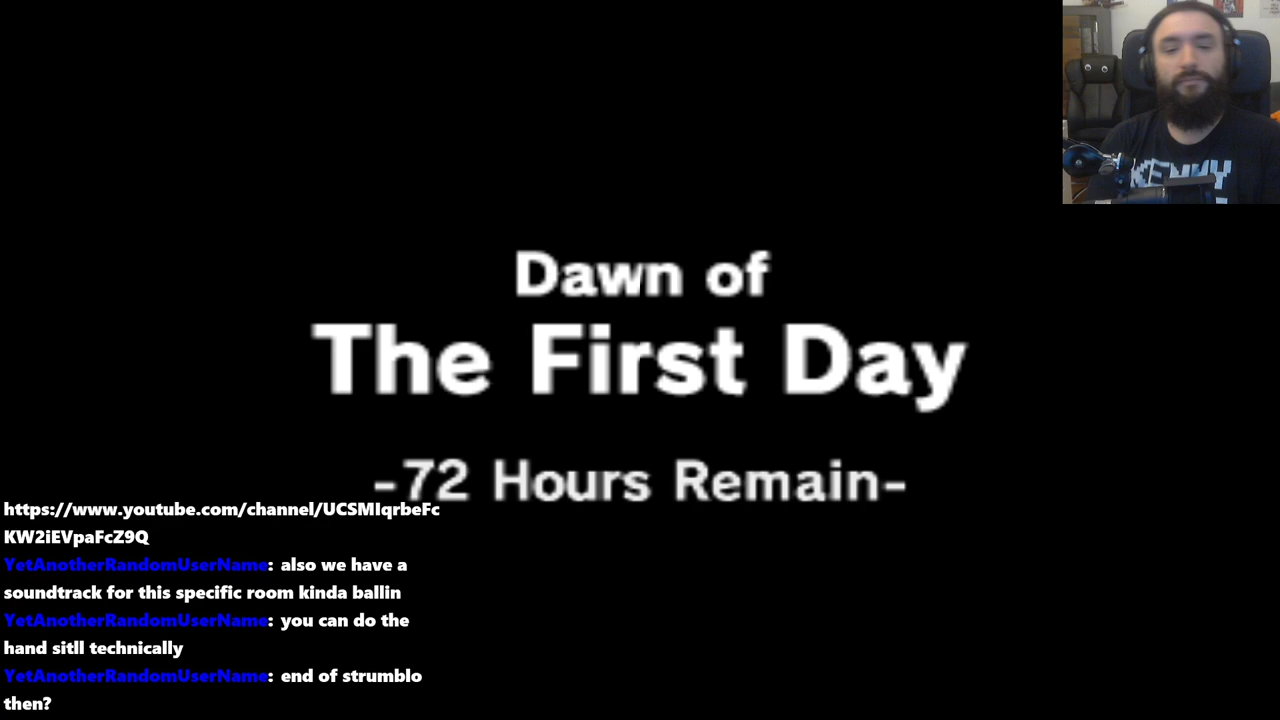 KENNY
Dawn of
The First Day
-72 Hours Remain-
https://www.youtube.com/channel/UCSMIqrbeFc
KW2iEVpaFcZ9Q
YetAnotherRandomUserName: also we have a
soundtrack for this specific room kinda ballin
YetAnotherRandomUserName: you can do the
hand sitll technically
YetAnotherRandomUserName: end of strumblo
then?